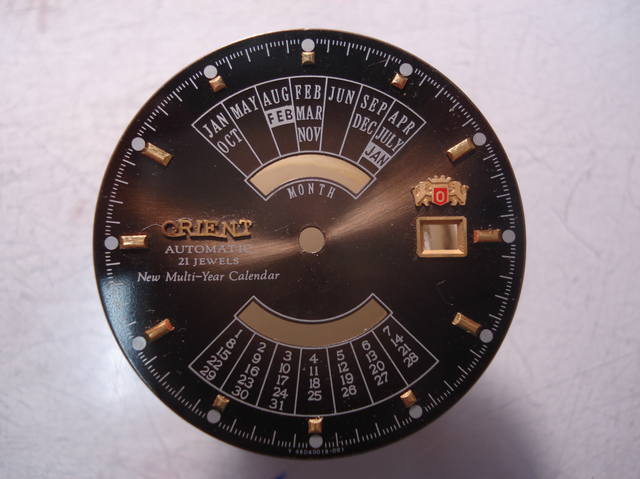 JAN MAY AUG FEB JUN SEP APR
OCT FEB MAR DEC JULY
NOV JAN
MONTH
O
ORIENT
AUTOMATIC
21 JEWELS
New Multi-Year Calendar
1 2 3 4 5 6 7
8 9 10 11 12 13 14
15 16 17 18 19 20 21
22 23 24 25 26 27 28
29 30 31